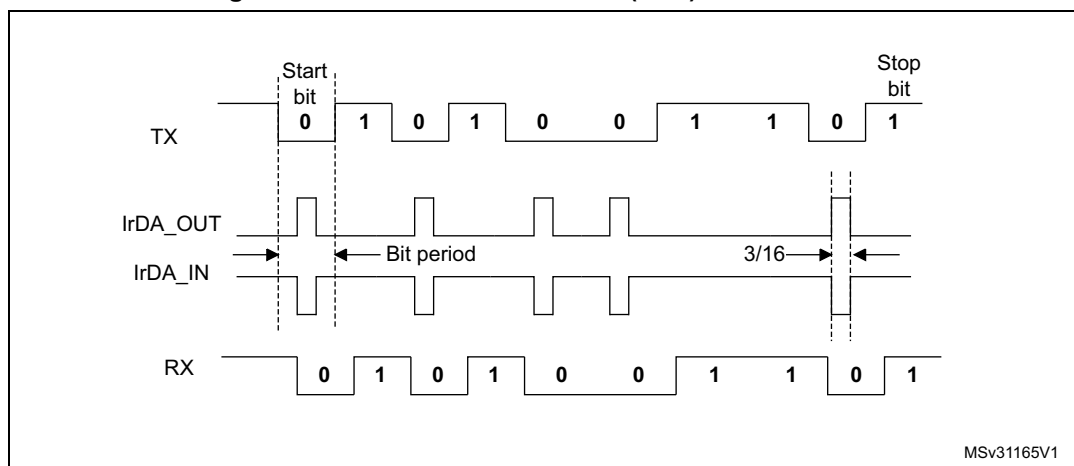 Start
bit
Stop
bit
TX
0 1 0 1 0 0 1 1 0 1
IrDA_OUT
Bit period
3/16
IrDA_IN
RX
0 1 0 1 0 0 1 1 0 1
MSv31165V1